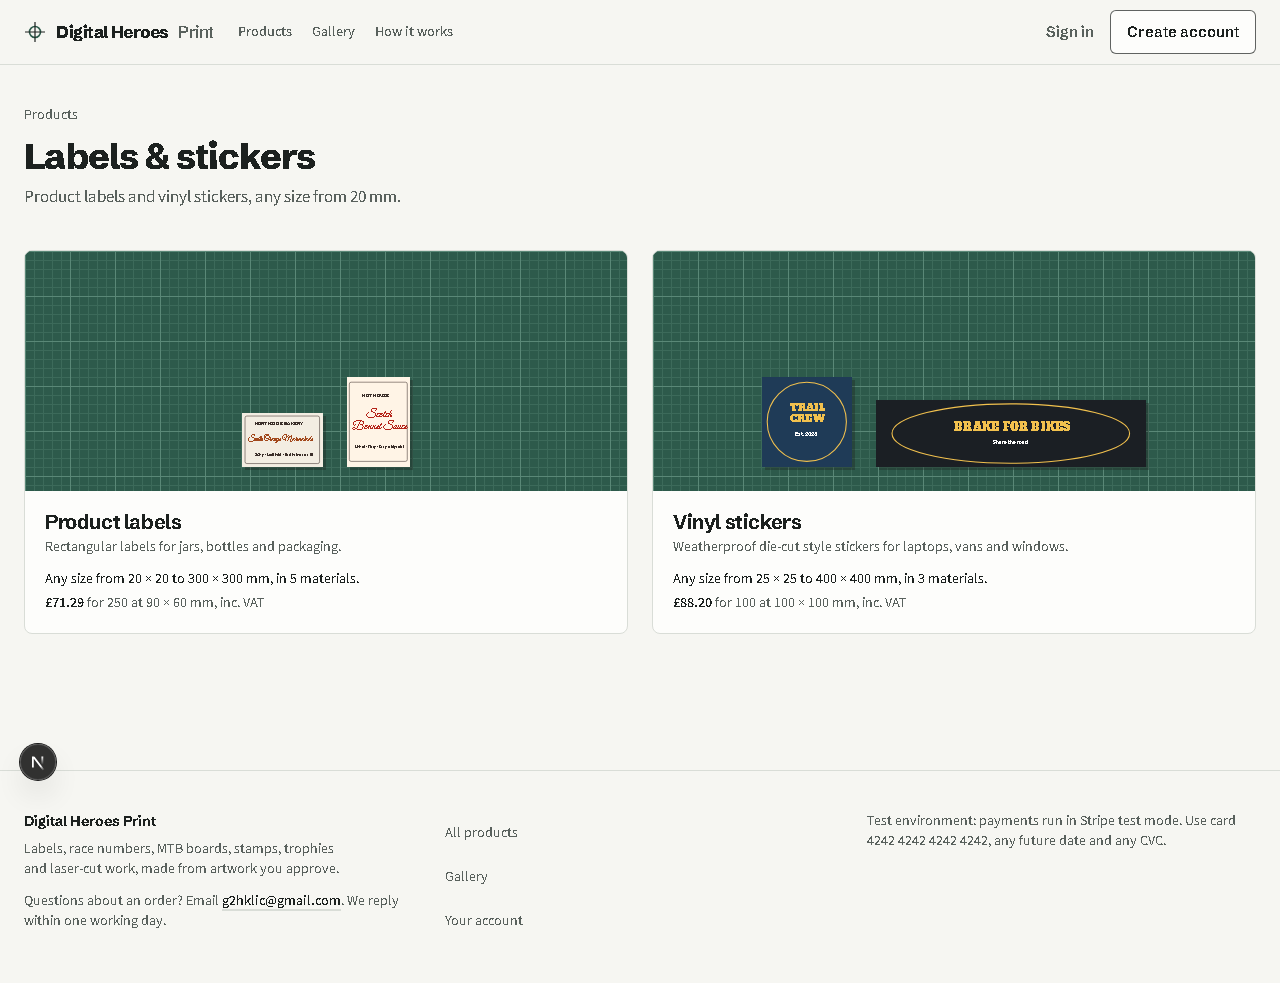 Digital Heroes Print
Products
Gallery
How it works
Sign in
Create account
Products
Labels & stickers
Product labels and vinyl stickers, any size from 20 mm.
HOT HOUSE
Scotch
Bonnet Sauce
TRAIL
CREW
Est. 2023
BRAKE FOR BIKES
Share the road
Product labels
Rectangular labels for jars, bottles and packaging.
Any size from 20 × 20 to 300 × 300 mm, in 5 materials.
£71.29 for 250 at 90 × 60 mm, inc. VAT
Vinyl stickers
Weatherproof die-cut style stickers for laptops, vans and windows.
Any size from 25 × 25 to 400 × 400 mm, in 3 materials.
£88.20 for 100 at 100 × 100 mm, inc. VAT
N
Digital Heroes Print
Labels, race numbers, MTB boards, stamps, trophies
and laser-cut work, made from artwork you approve.
Questions about an order? Email g2hklic@gmail.com. We reply
within one working day.
All products
Gallery
Your account
Test environment: payments run in Stripe test mode. Use card
4242 4242 4242 4242, any future date and any CVC.